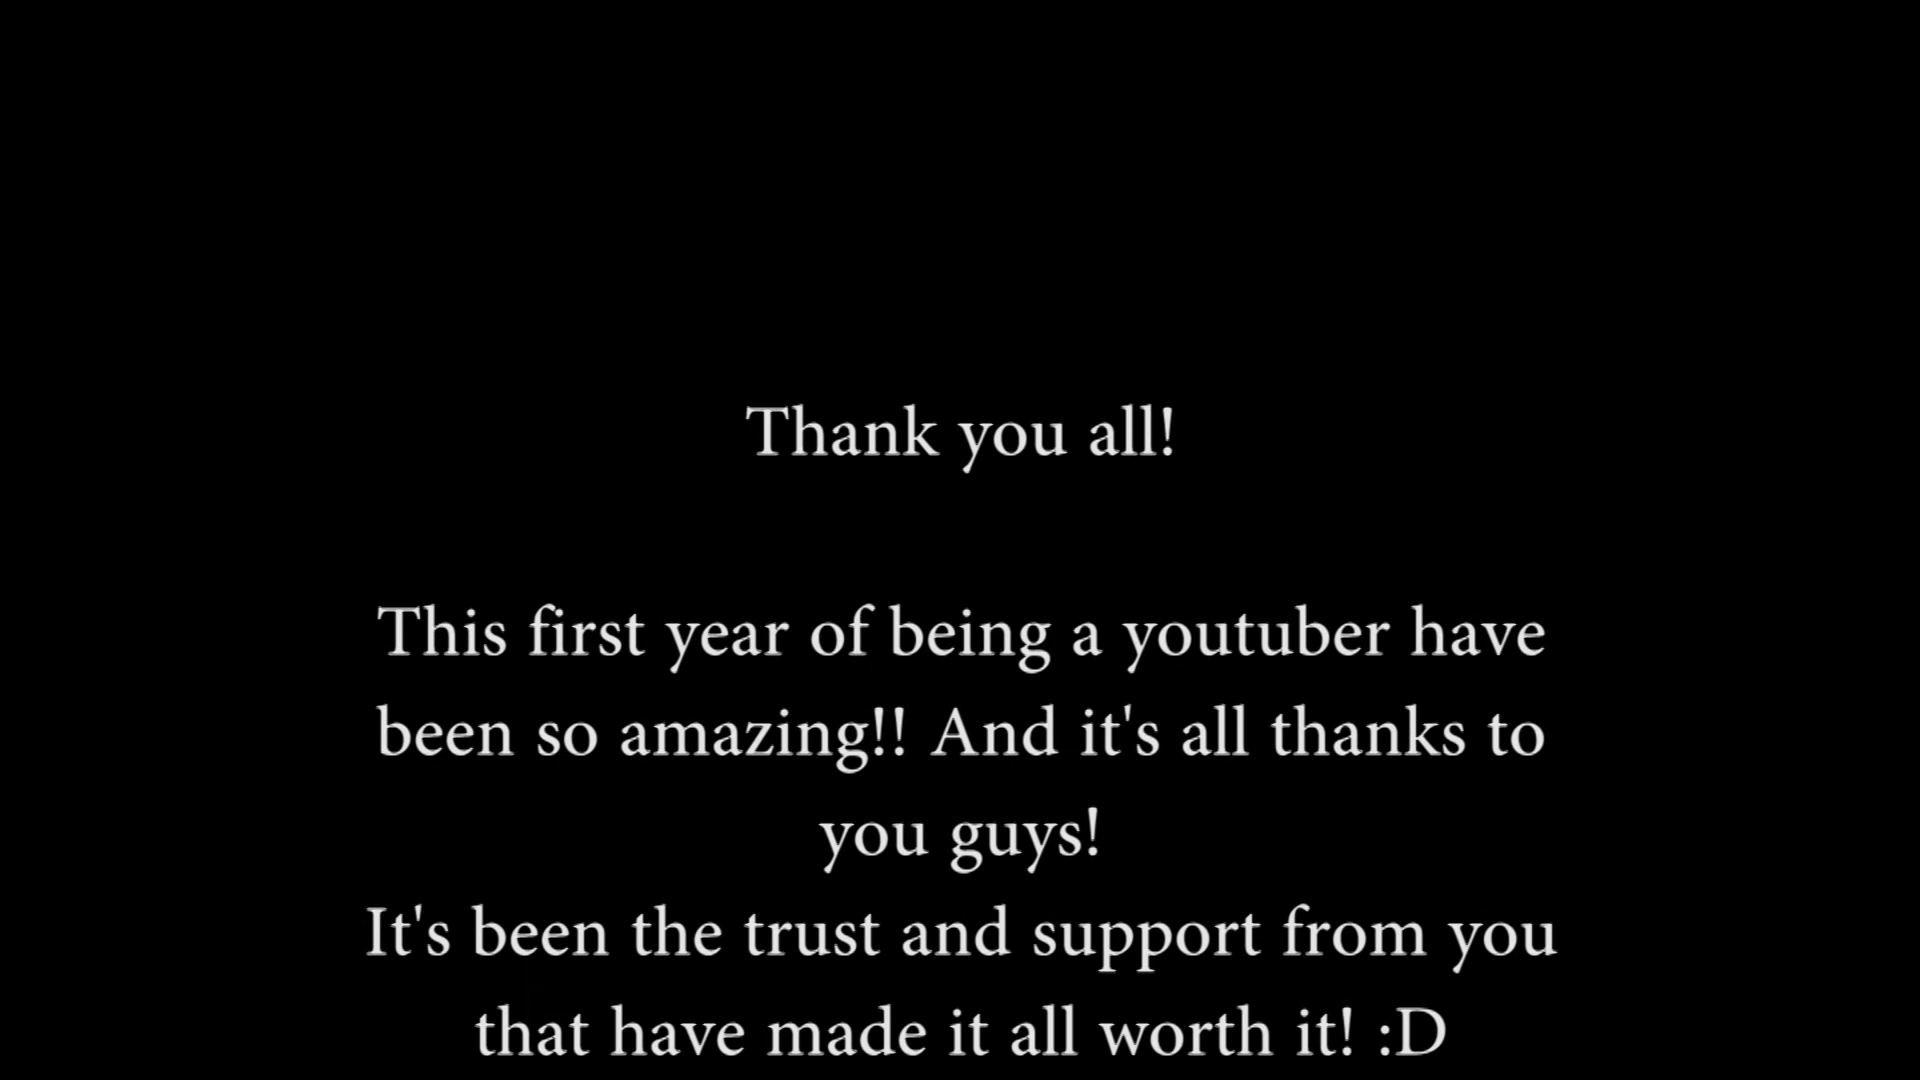 Thank you all!
This first year of being a youtuber have
been so amazing!! And it's all thanks to
you guys!
It's been the trust and support from you
that have made it all worth it! :D